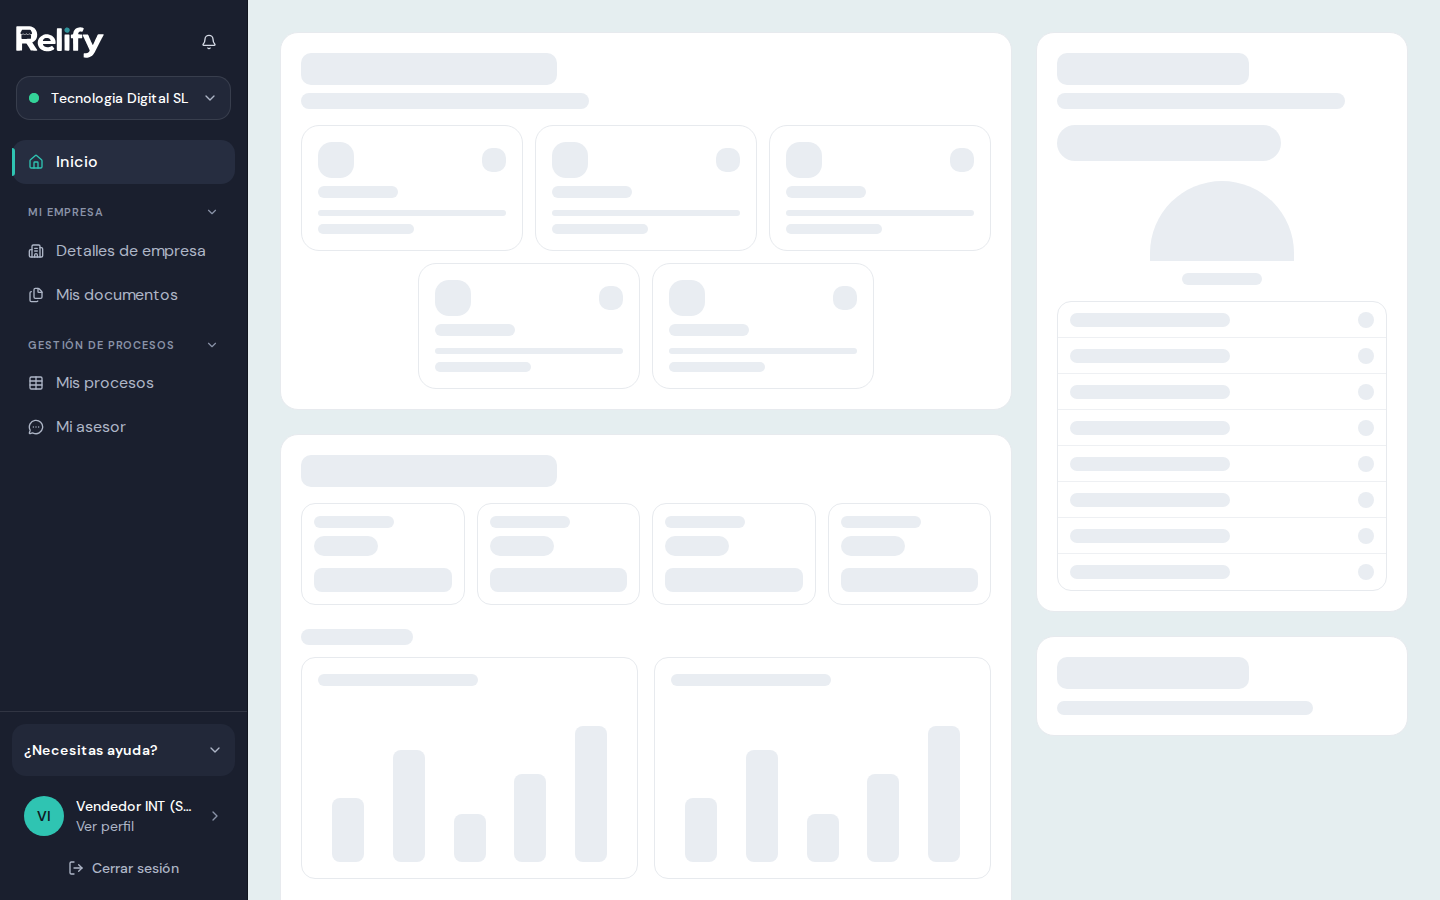 Relify
Tecnologia Digital SL
Inicio
MI EMPRESA
Detalles de empresa
Mis documentos
GESTIÓN DE PROCESOS
Mis procesos
Mi asesor
¿Necesitas ayuda?
VI
Vendedor INT (S...
Ver perfil
Cerrar sesión